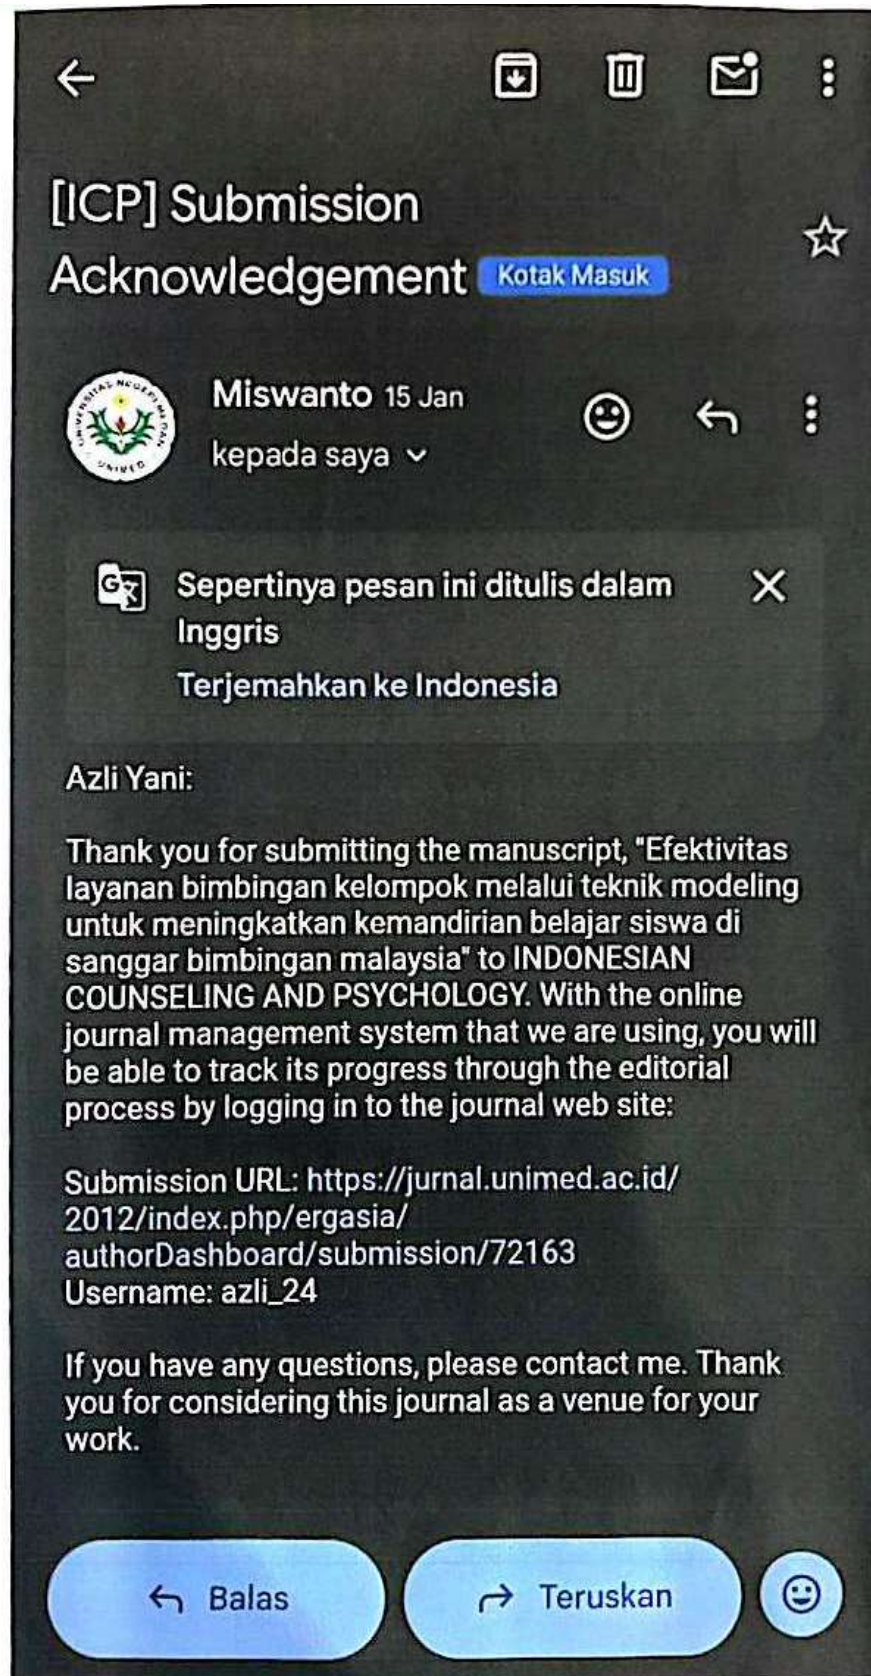 [ICP] Submission
Acknowledgement Kotak Masuk
UNIVERSITAS NEGERI MEDAN
UNIMED
Miswanto 15 Jan
kepada saya
Sepertinya pesan ini ditulis dalam
Inggris
Terjemahkan ke Indonesia
Azli Yani:
Thank you for submitting the manuscript, "Efektivitas
layanan bimbingan kelompok melalui teknik modeling
untuk meningkatkan kemandirian belajar siswa di
sanggar bimbingan malaysia" to INDONESIAN
COUNSELING AND PSYCHOLOGY. With the online
journal management system that we are using, you will
be able to track its progress through the editorial
process by logging in to the journal web site:
Submission URL: https://jurnal.unimed.ac.id/
2012/index.php/ergasia/
authorDashboard/submission/72163
Username: azli_24
If you have any questions, please contact me. Thank
you for considering this journal as a venue for your
work.
Balas
Teruskan